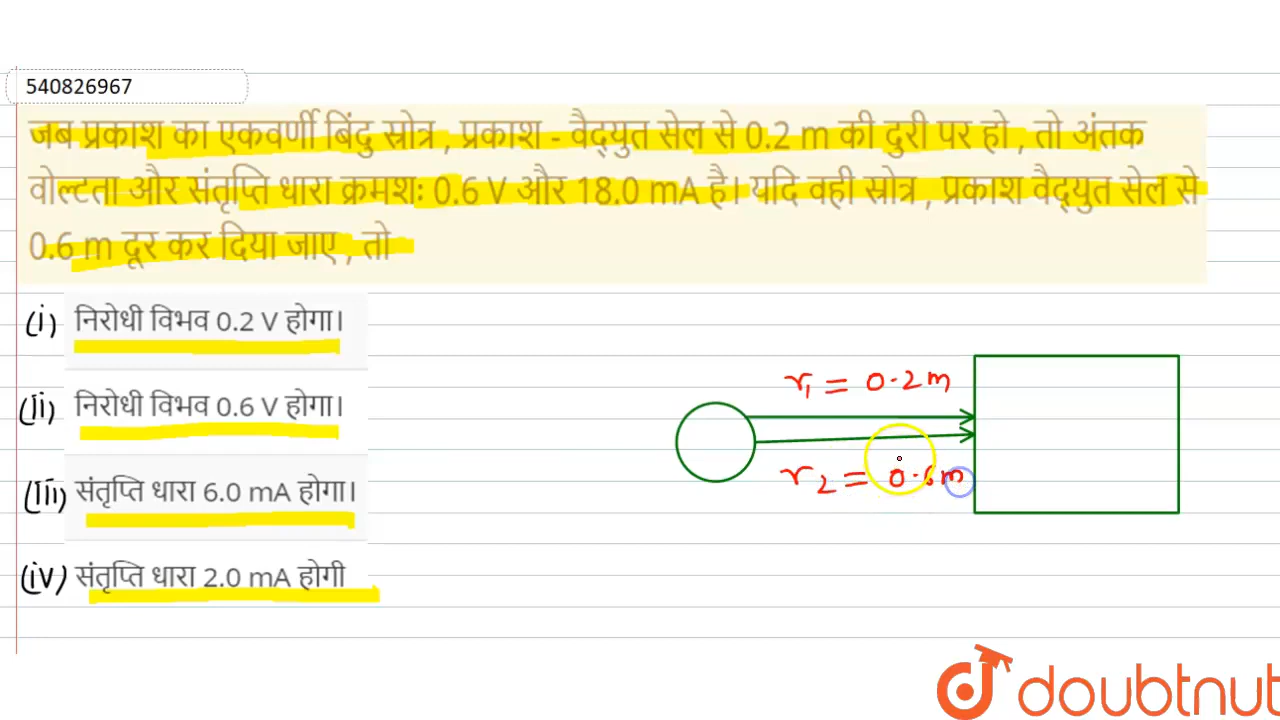 540826967
जब प्रकाश का एकवर्णी बिंदु स्रोत्र , प्रकाश - वैद्युत सेल से 0.2 m की दुरी पर हो , तो अंतक
वोल्टता और संतृप्ति धारा क्रमशः 0.6 V और 18.0 mA है। यदि वही स्रोत्र , प्रकाश वैद्युत सेल से
0.6 m दूर कर दिया जाए , तो
(i) निरोधी विभव 0.2 V होगा।
(ii) निरोधी विभव 0.6 V होगा।
(iii) संतृप्ति धारा 6.0 mA होगा।
(iv) संतृप्ति धारा 2.0 mA होगी
r₁ = 0.2 m
r₂ = 0.6 m
doubtnut